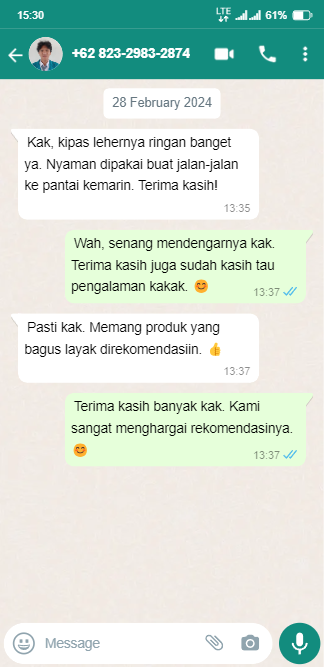 15:30
LTE
61%
+62 823-2983-2874
28 February 2024
Kak, kipas lehernya ringan banget
ya. Nyaman dipakai buat jalan-jalan
ke pantai kemarin. Terima kasih!
13:35
Wah, senang mendengarnya kak.
Terima kasih juga sudah kasih tau
pengalaman kakak. 😊
13:37
Pasti kak. Memang produk yang
bagus layak direkomendasiin. 👍
13:37
Terima kasih banyak kak. Kami
sangat menghargai rekomendasinya.
😊
13:37
Message